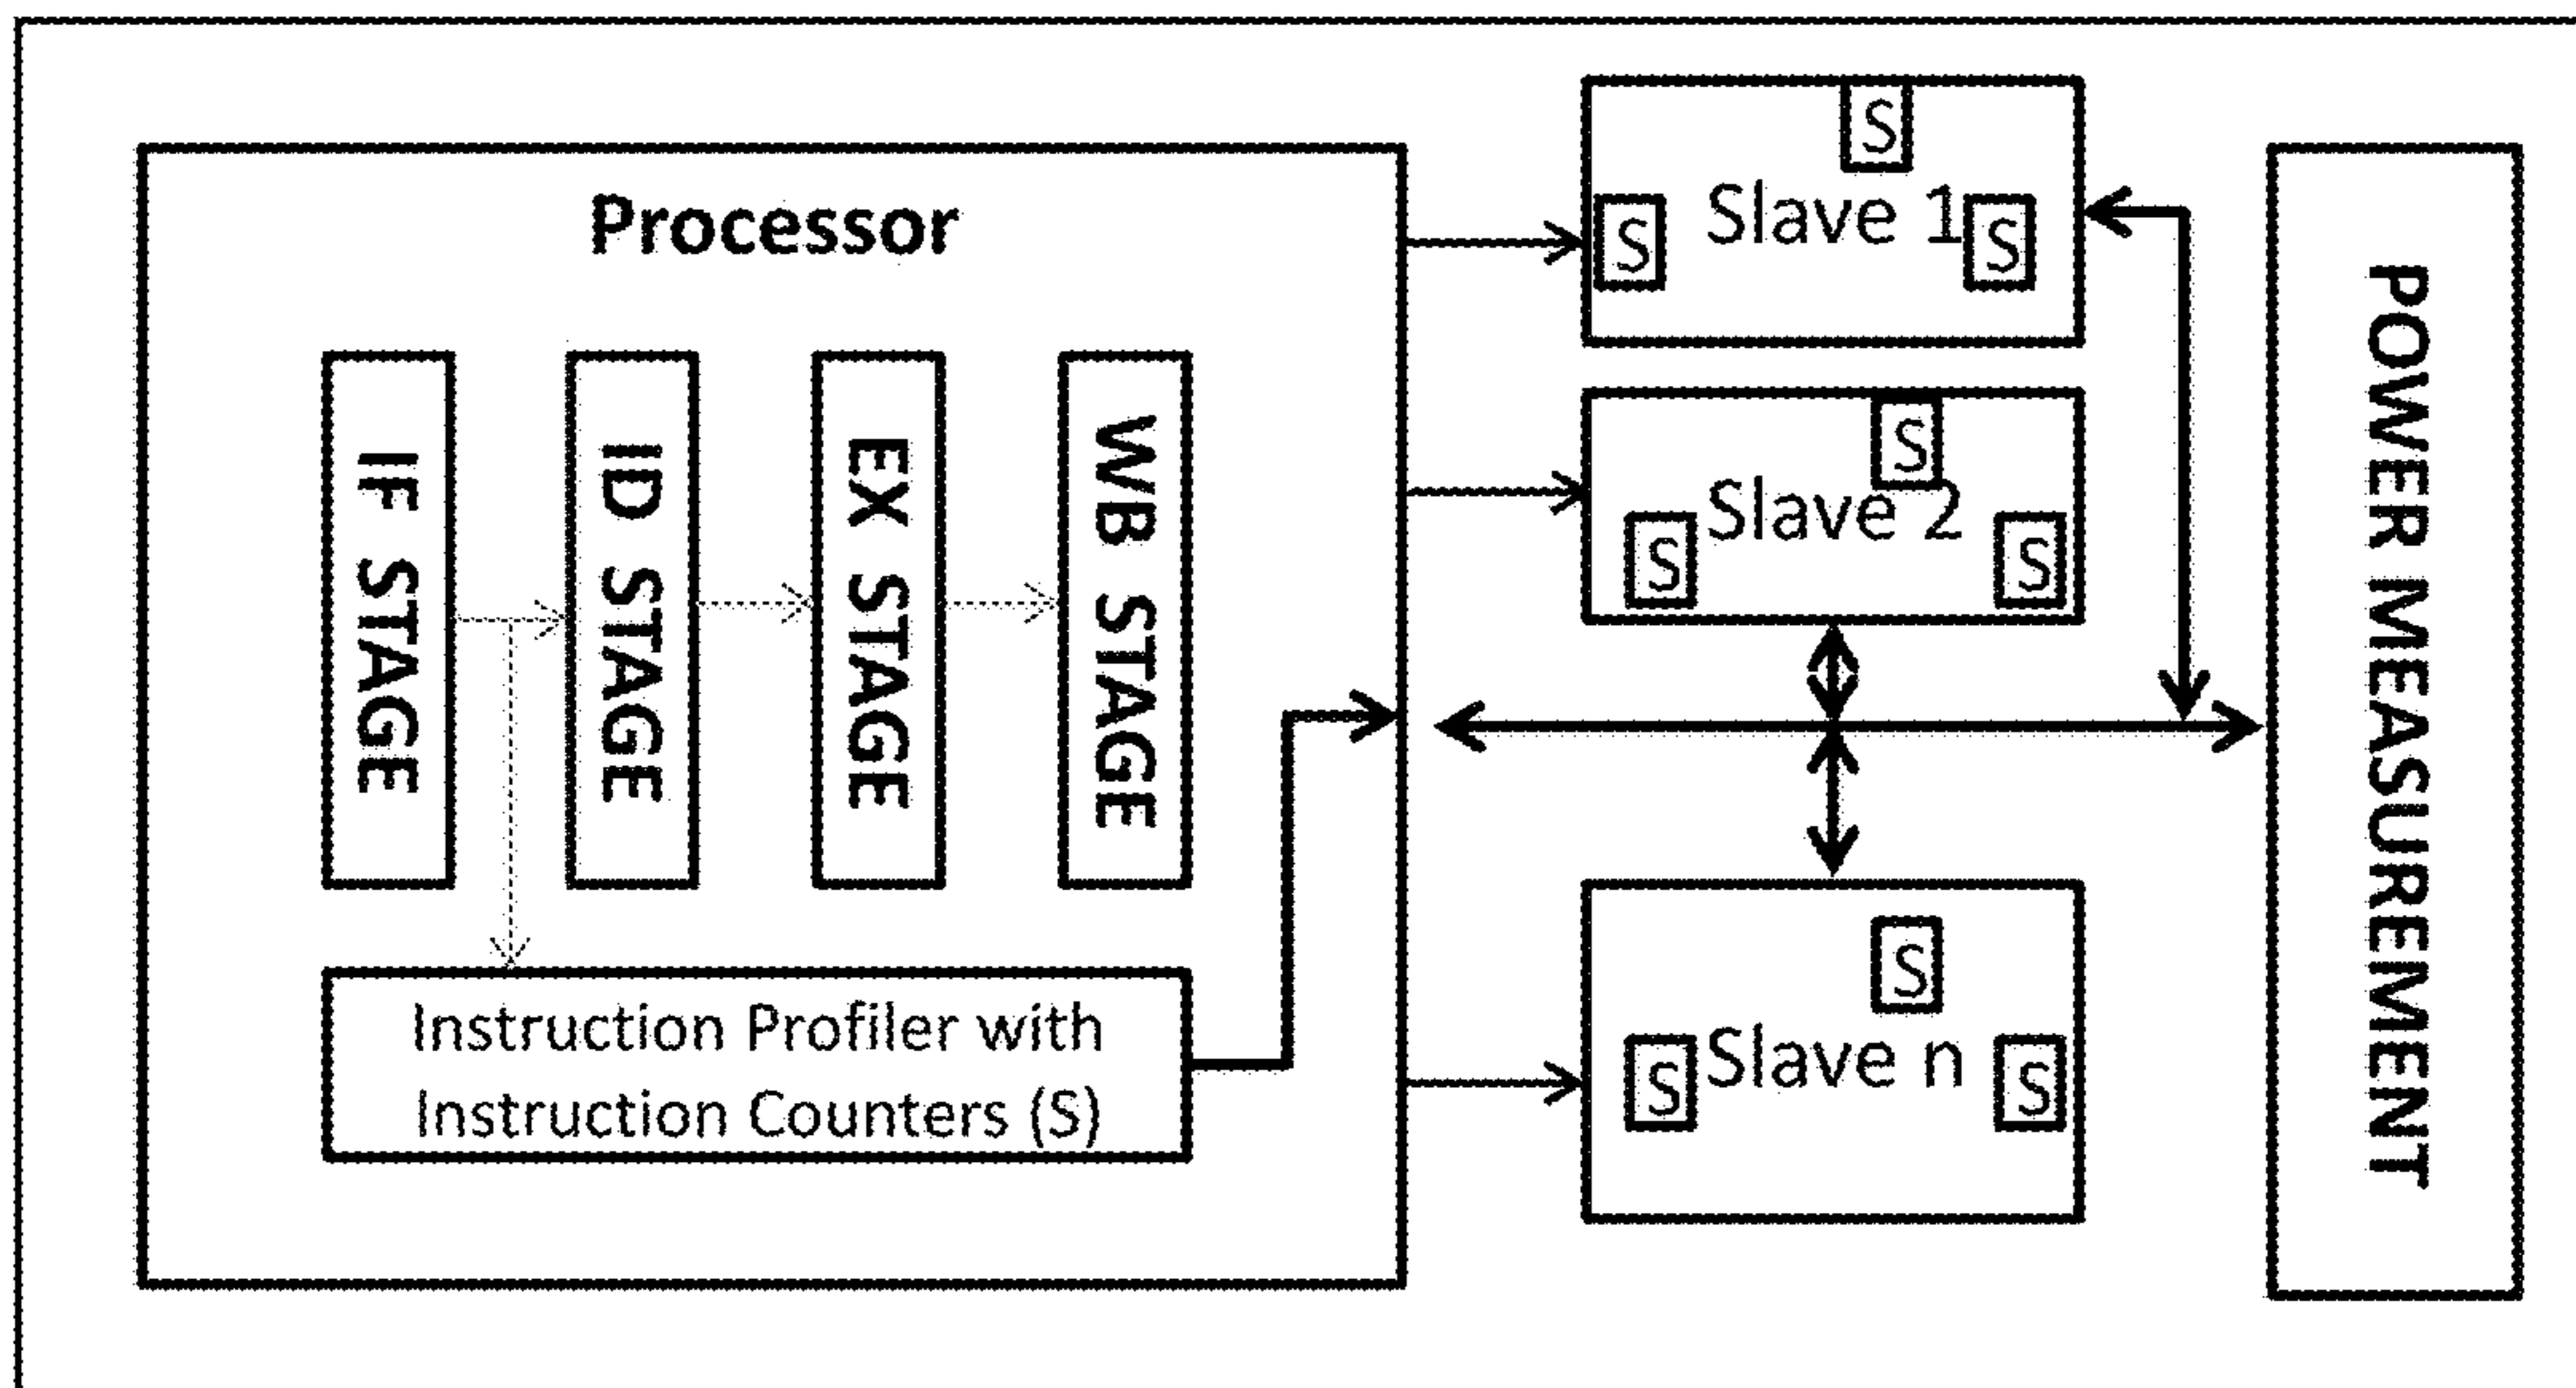 Processor
IF STAGE
ID STAGE
EX STAGE
WB STAGE
Instruction Profiler with
Instruction Counters (S)
S
S
Slave 1
S
S
Slave 2
S
S
S
Slave n
S
S
POWER MEASUREMENT